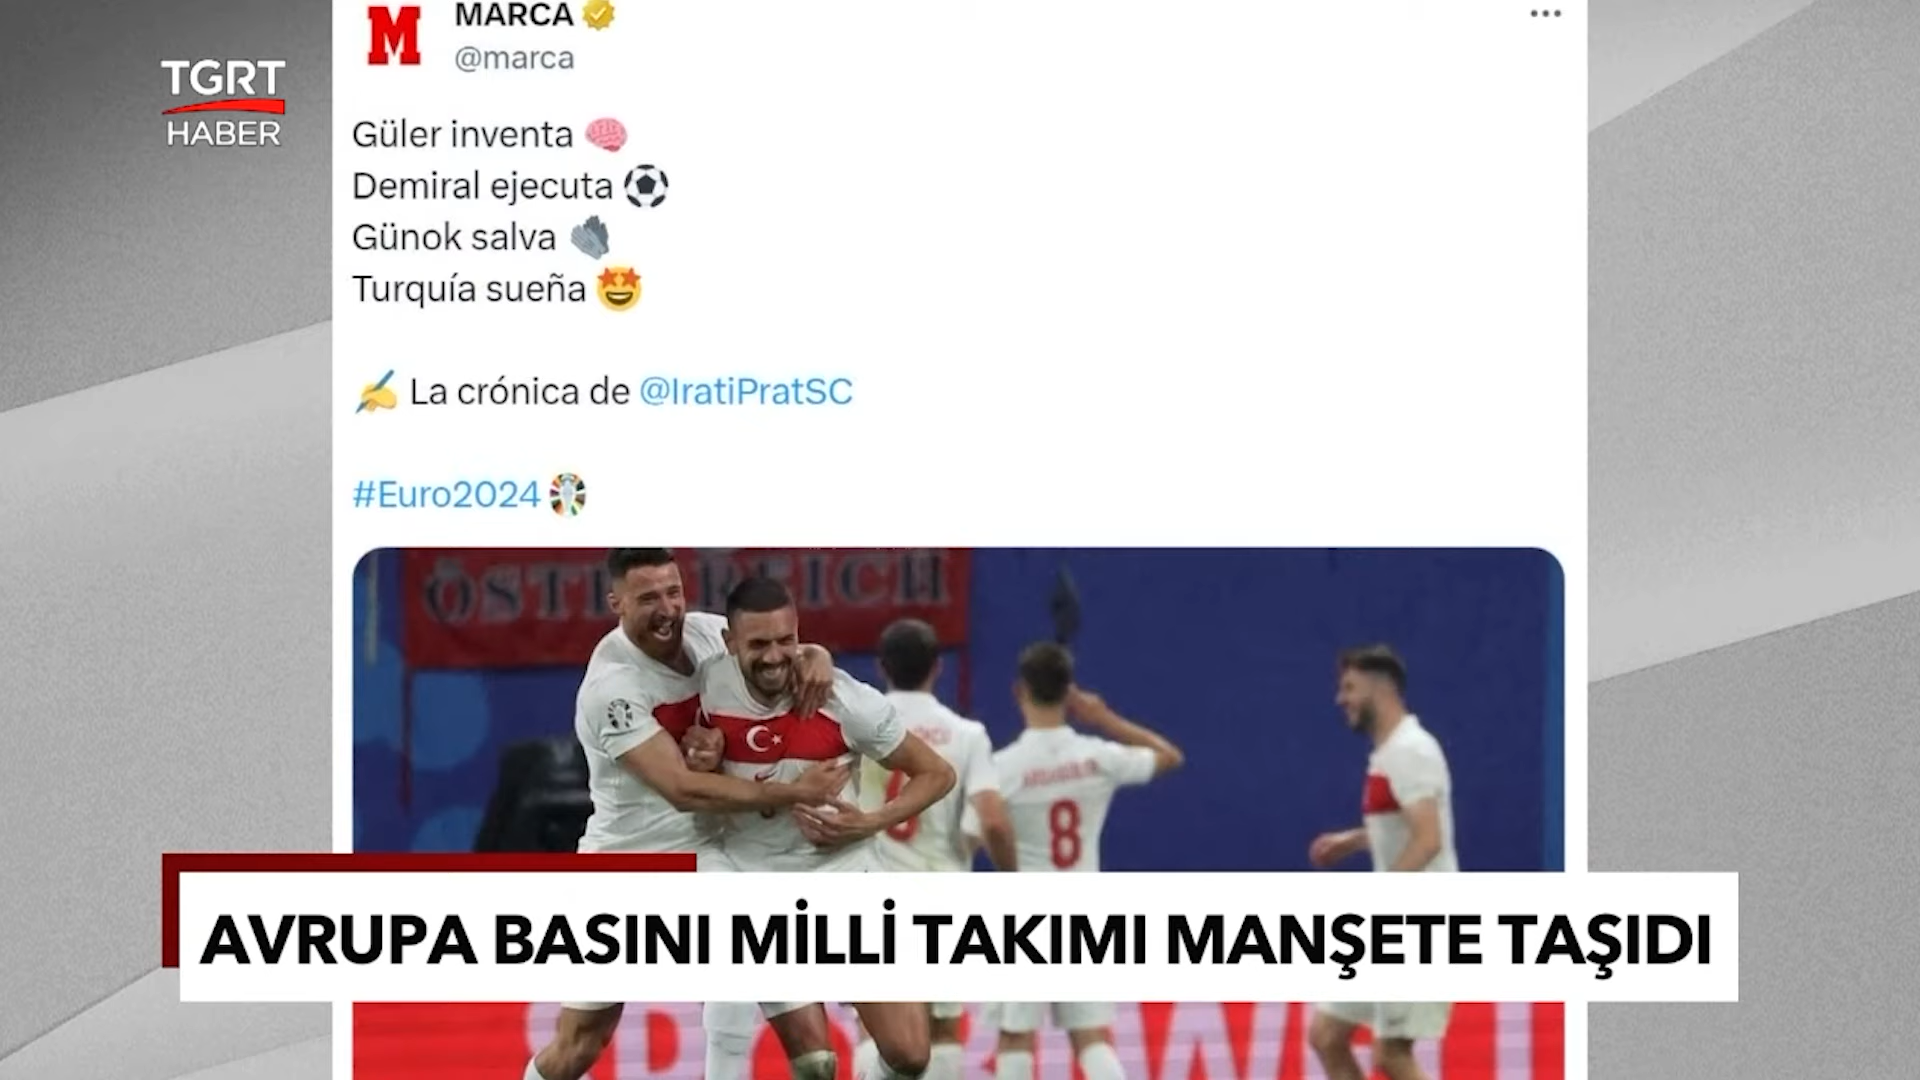 TGRT
HABER
MARCA
@marca
Güler inventa
Demiral ejecuta
Günok salva
Turquía sueña
La crónica de @IratiPratSC
#Euro2024
ÖSTERREICH
8
AVRUPA BASINI MİLLİ TAKIMI MANŞETE TAŞIDI